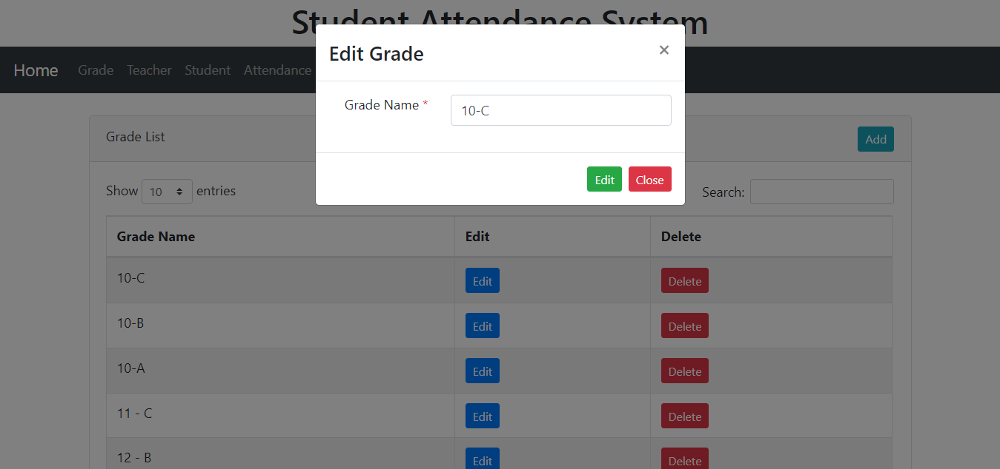 Student Attendance System
Home Grade Teacher Student Attendance
Edit Grade ×
Grade Name *
10-C
Edit Close
Grade List
Add
Show 10 entries
Search:
Grade Name Edit Delete
10-C Edit Delete
10-B Edit Delete
10-A Edit Delete
11 - C Edit Delete
12 - B Edit Delete